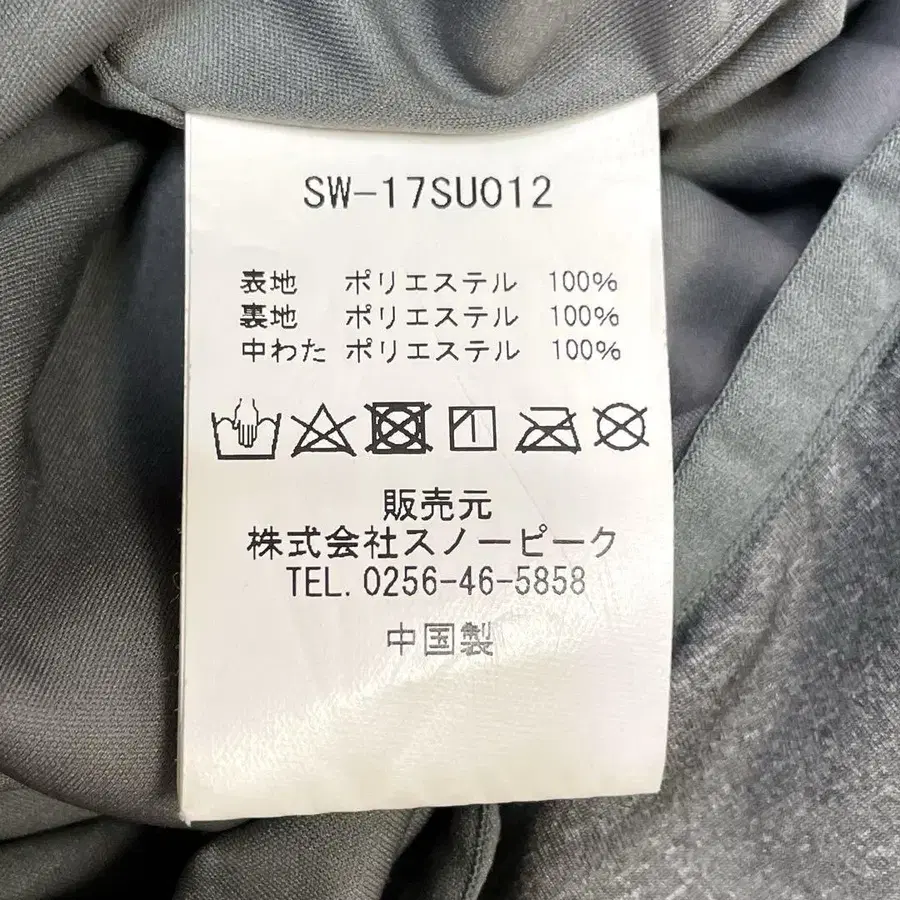 SW-17SU012
表地 ポリエステル 100%
裏地 ポリエステル 100%
中わた ポリエステル 100%
販売元
株式会社スノーピーク
TEL.0256-46-5858
中国製